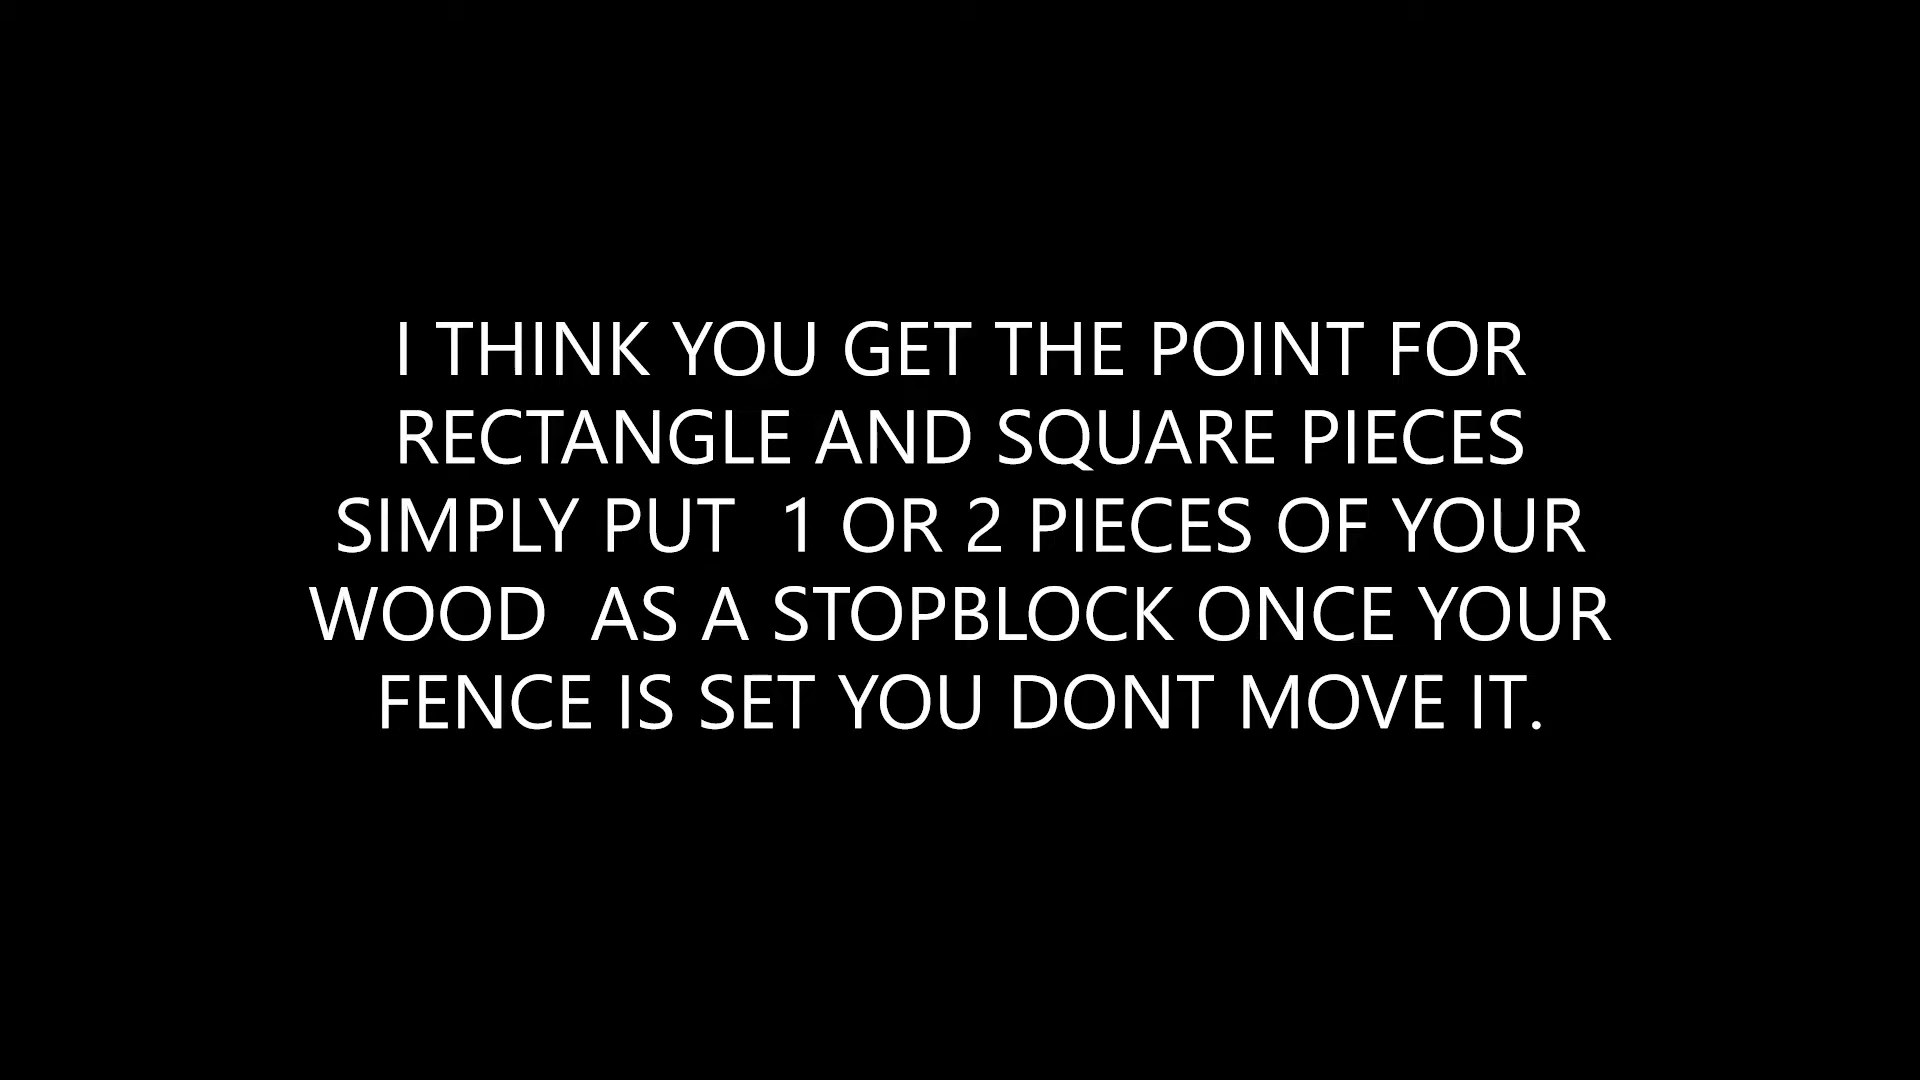 I THINK YOU GET THE POINT FOR
RECTANGLE AND SQUARE PIECES
SIMPLY PUT  1 OR 2 PIECES OF YOUR
WOOD  AS A STOPBLOCK ONCE YOUR
FENCE IS SET YOU DONT MOVE IT.